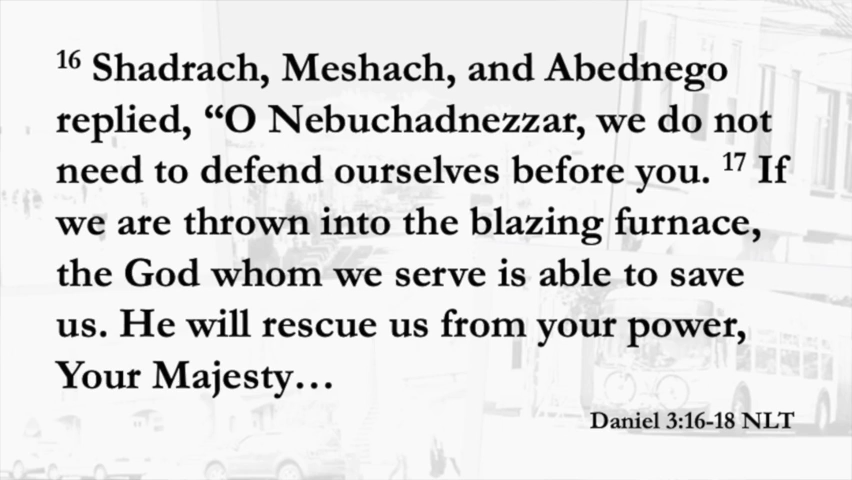 16 Shadrach, Meshach, and Abednego
replied, “O Nebuchadnezzar, we do not
need to defend ourselves before you. 17 If
we are thrown into the blazing furnace,
the God whom we serve is able to save
us. He will rescue us from your power,
Your Majesty…
Daniel 3:16-18 NLT